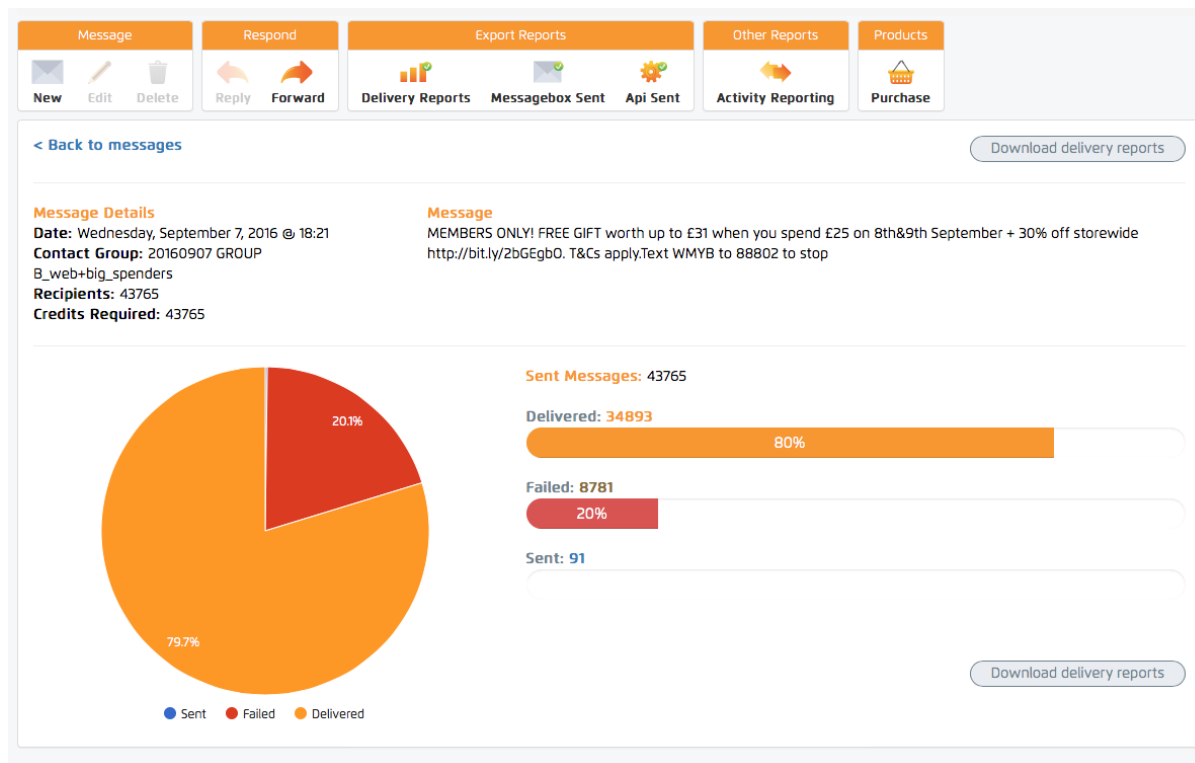 Message
Respond
Export Reports
Other Reports
Products
New
Edit
Delete
Reply
Forward
Delivery Reports
Messagebox Sent
Api Sent
Activity Reporting
Purchase
< Back to messages
Download delivery reports
Message Details
Date: Wednesday, September 7, 2016 @ 18:21
Contact Group: 20160907 GROUP
B_web+big_spenders
Recipients: 43765
Credits Required: 43765
Message
MEMBERS ONLY! FREE GIFT worth up to £31 when you spend £25 on 8th&9th September + 30% off storewide
http://bit.ly/2bGEgbO. T&Cs apply.Text WMYB to 88802 to stop
20.1%
79.7%
Sent
Failed
Delivered
Sent Messages: 43765
Delivered: 34893
80%
Failed: 8781
20%
Sent: 91
Download delivery reports